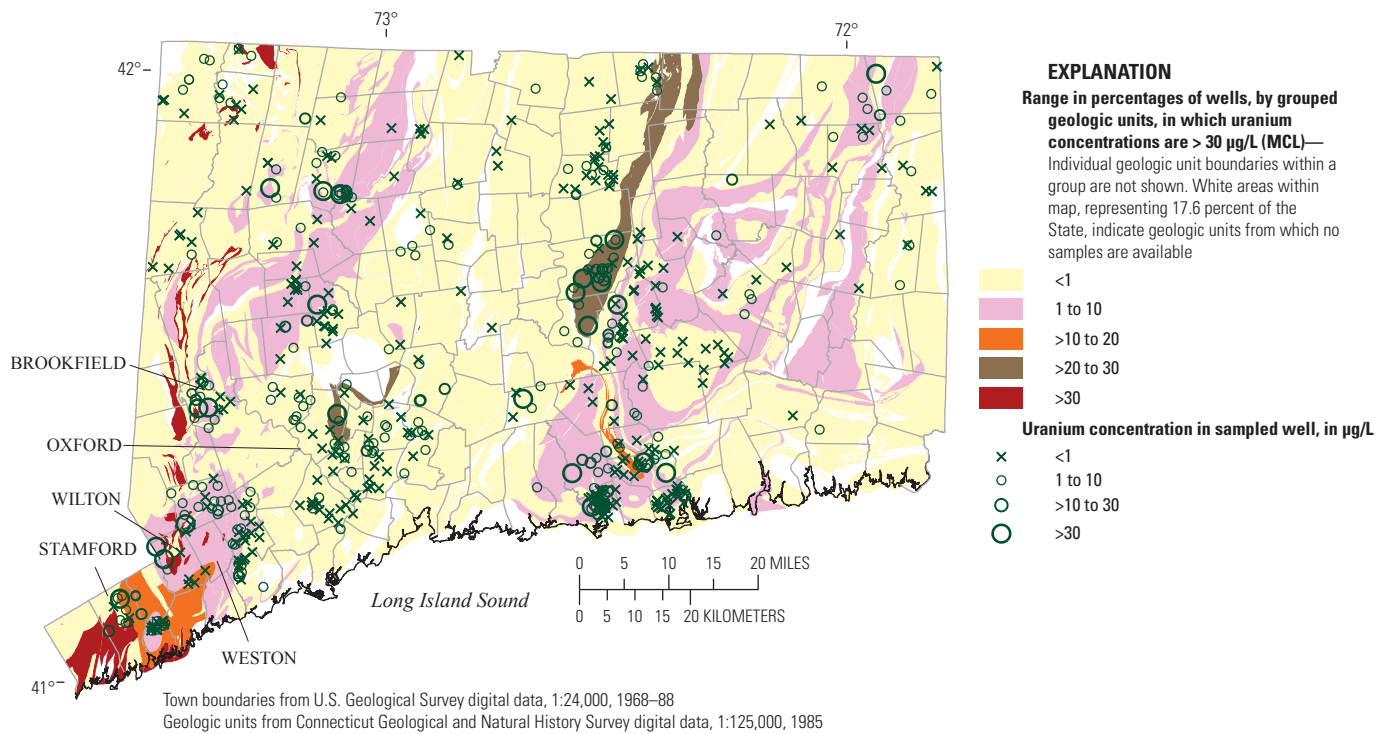 73°
72°
42°
BROOKFIELD
OXFORD
WILTON
STAMFORD
WESTON
41°
Long Island Sound
0 5 10 15 20 MILES
0 5 10 15 20 KILOMETERS
Town boundaries from U.S. Geological Survey digital data, 1:24,000, 1968–88
Geologic units from Connecticut Geological and Natural History Survey digital data, 1:125,000, 1985
EXPLANATION
Range in percentages of wells, by grouped
geologic units, in which uranium
concentrations are > 30 µg/L (MCL)—
Individual geologic unit boundaries within a
group are not shown. White areas within
map, representing 17.6 percent of the
State, indicate geologic units from which no
samples are available
<1
1 to 10
>10 to 20
>20 to 30
>30
Uranium concentration in sampled well, in µg/L
<1
1 to 10
>10 to 30
>30